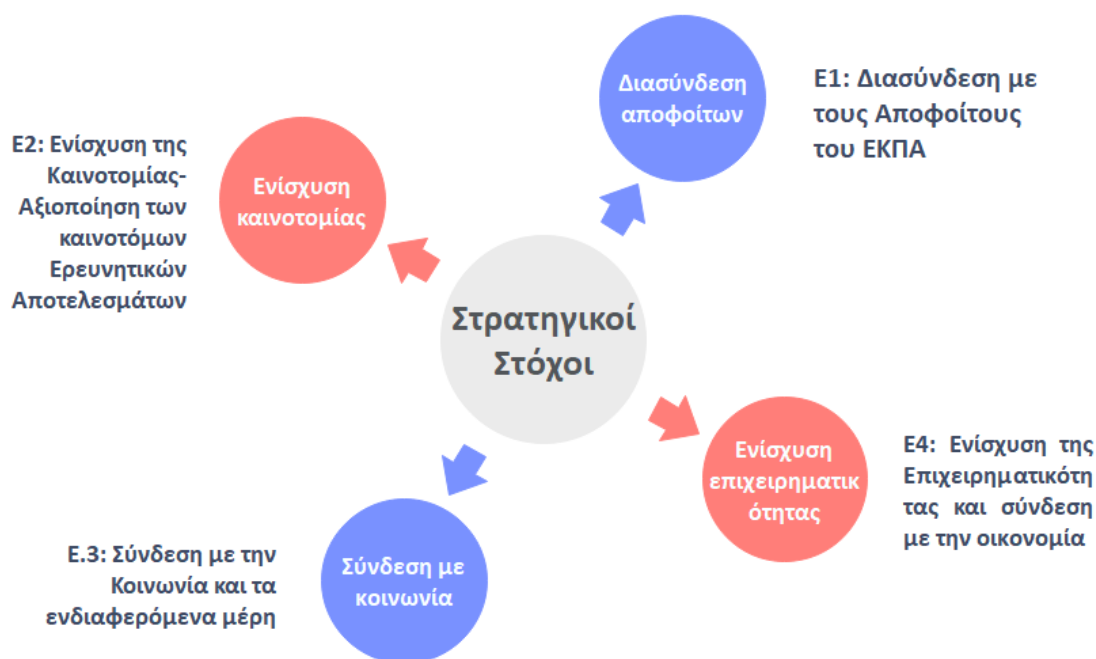 Διασύνδεση
αποφοίτων
Ε1: Διασύνδεση με
τους Αποφοίτους
του ΕΚΠΑ
Ε2: Ενίσχυση της
Καινοτομίας-
Αξιοποίηση των
καινοτόμων
Ερευνητικών
Αποτελεσμάτων
Ενίσχυση
καινοτομίας
Στρατηγικοί
Στόχοι
Ενίσχυση
επιχειρηματικ
ότητας
Ε4: Ενίσχυση της
Επιχειρηματικότη
τας και σύνδεση
με την οικονομία
Ε.3: Σύνδεση με την
Κοινωνία και τα
ενδιαφερόμενα μέρη
Σύνδεση με
κοινωνία